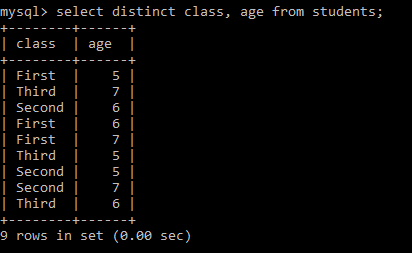 mysql> select distinct class, age from students;
+--------+------+
| class  | age  |
+--------+------+
| First  |    5 |
| Third  |    7 |
| Second |    6 |
| First  |    6 |
| First  |    7 |
| Third  |    5 |
| Second |    5 |
| Second |    7 |
| Third  |    6 |
+--------+------+
9 rows in set (0.00 sec)